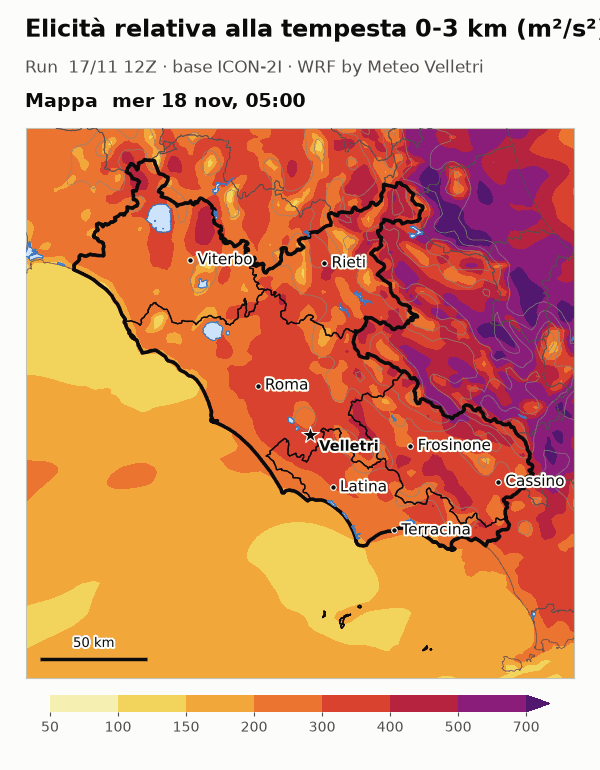 Elicità relativa alla tempesta 0-3 km (m²/s²)
Run  17/11 12Z · base ICON-2I · WRF by Meteo Velletri
Mappa  mer 18 nov, 05:00
Viterbo
Rieti
Roma
Velletri
Frosinone
Cassino
Latina
Terracina
50 km
50 100 150 200 300 400 500 700